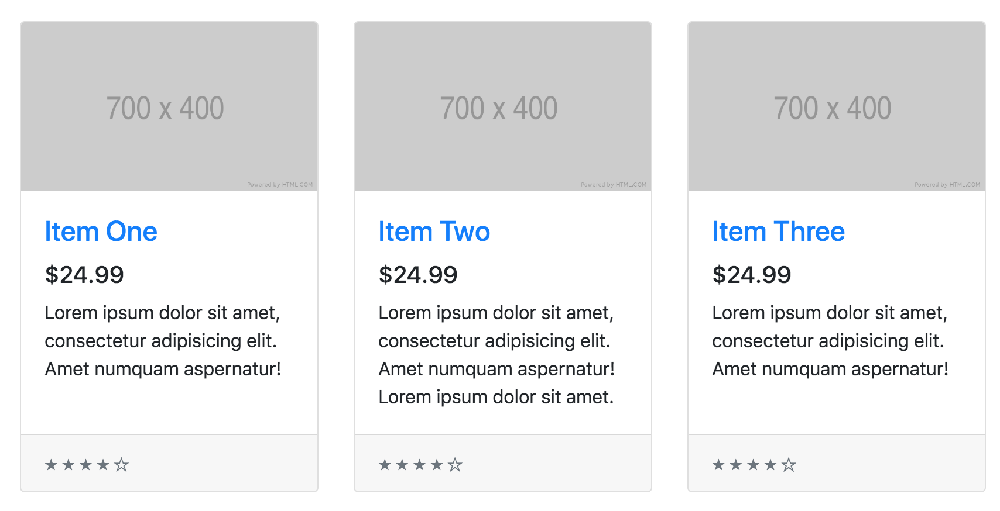 700 x 400
Powered by HTML.COM
Item One
$24.99
Lorem ipsum dolor sit amet,
consectetur adipisicing elit.
Amet numquam aspernatur!
★ ★ ★ ★ ☆
700 x 400
Powered by HTML.COM
Item Two
$24.99
Lorem ipsum dolor sit amet,
consectetur adipisicing elit.
Amet numquam aspernatur!
Lorem ipsum dolor sit amet.
★ ★ ★ ★ ☆
700 x 400
Powered by HTML.COM
Item Three
$24.99
Lorem ipsum dolor sit amet,
consectetur adipisicing elit.
Amet numquam aspernatur!
★ ★ ★ ★ ☆